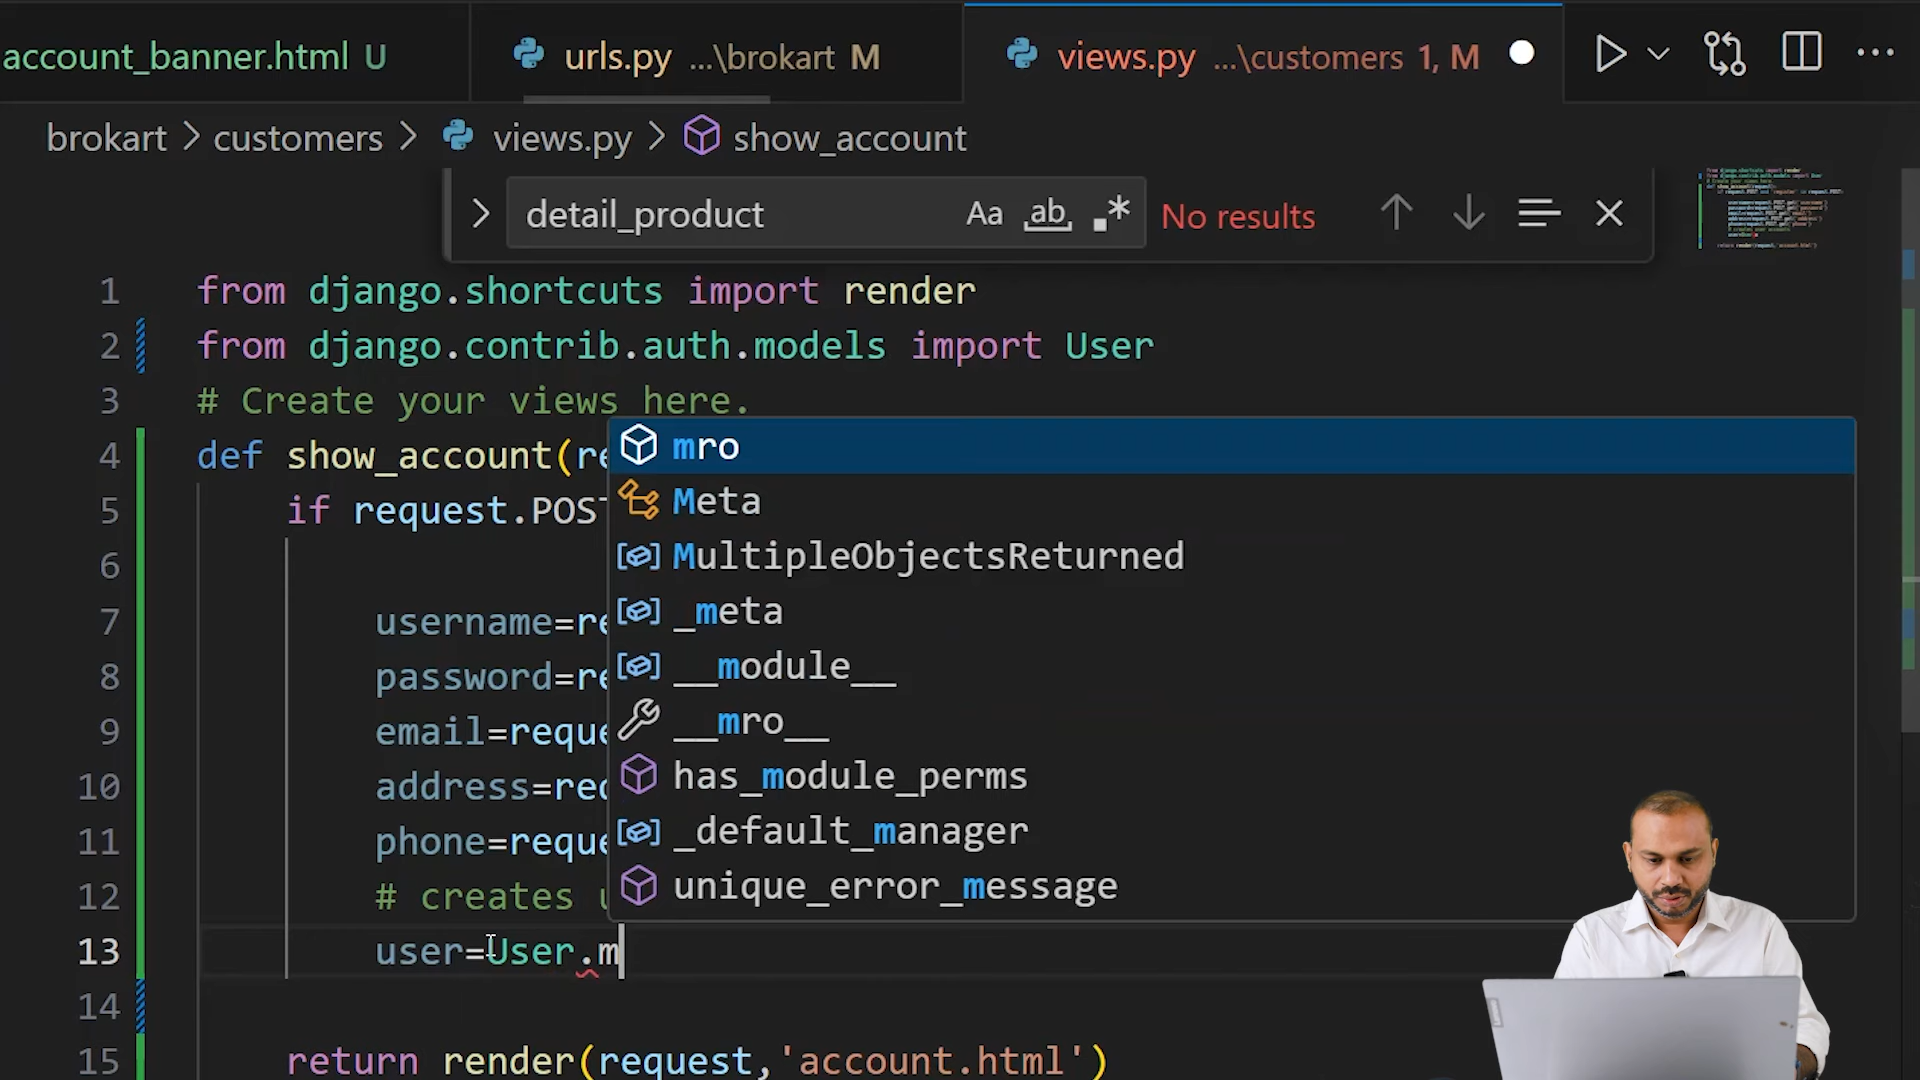 account_banner.html U
urls.py ...\brokart M
views.py ...\customers 1, M
brokart > customers > views.py > show_account
detail_product Aa ab .* No results
1 from django.shortcuts import render
2 from django.contrib.auth.models import User
3 # Create your views here.
4 def show_account(re
5 if request.POST
6
7 username=re
8 password=re
9 email=reque
10 address=req
11 phone=reque
12 # creates u
13 user=User.m
14
15 return render(request,'account.html')
mro
Meta
MultipleObjectsReturned
_meta
__module__
__mro__
has_module_perms
_default_manager
unique_error_message